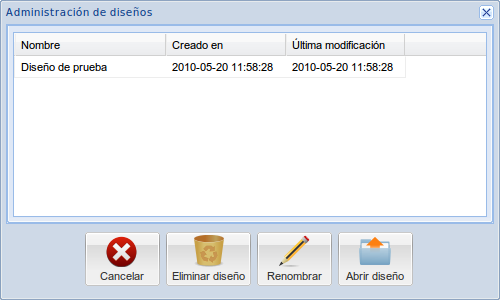 Administración de diseños
Nombre Creado en Última modificación
Diseño de prueba 2010-05-20 11:58:28 2010-05-20 11:58:28
Cancelar Eliminar diseño Renombrar Abrir diseño